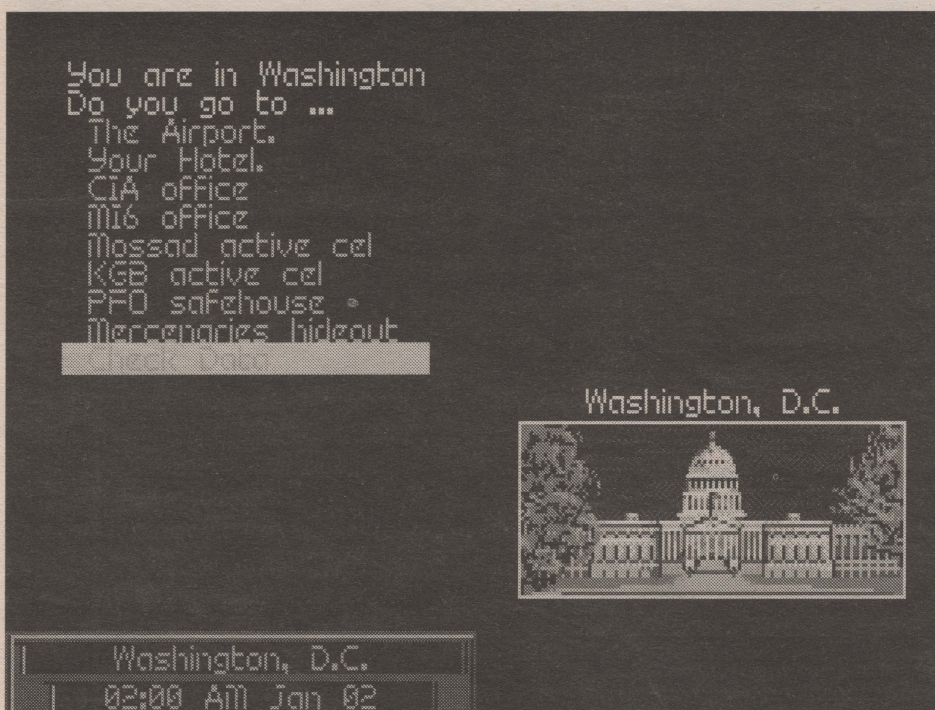 You are in Washington
Do you go to ...
The Airport.
Your Hotel.
CIA office
MI6 office
Mossad active cel
KGB active cel
PFO safehouse
Mercenaries hideout
Check Data
Washington, D.C.
Washington, D.C.
02:00 AM Jan 02